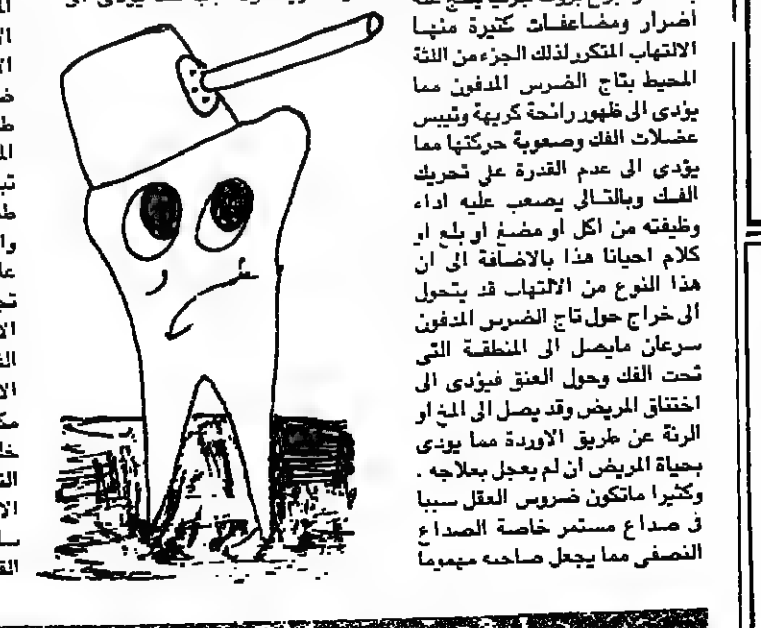 أضرار ومضاعفات كثيرة منها
الالتهاب المتكرر لذلك الجزء من اللثة
المحيط بتاج الضرس المدفون مما
يؤدى الى ظهور رائحة كريهة وتيبس
عضلات الفك وصعوبة حركتها مما
يؤدى الى عدم القدرة على تحريك
الفك وبالتالى يصعب عليه اداء
وظيفته من اكل او مضغ او بلع او
كلام احيانا هذا بالاضافة الى ان
هذا النوع من الالتهاب قد يتحول
الى خراج حول تاج الضرس المدفون
سرعان مايصل الى المنطقة التى
تحت الفك وحول العنق فيؤدى الى
اختناق المريض وقد يصل الى المخ او
الرئة عن طريق الاوردة مما يودى
بحياة المريض ان لم يعجل بعلاجه .
وكثيرا ماتكون ضروس العقل سببا
فى صداع مستمر خاصة الصداع
النصفى مما يجعل صاحبه مهموما